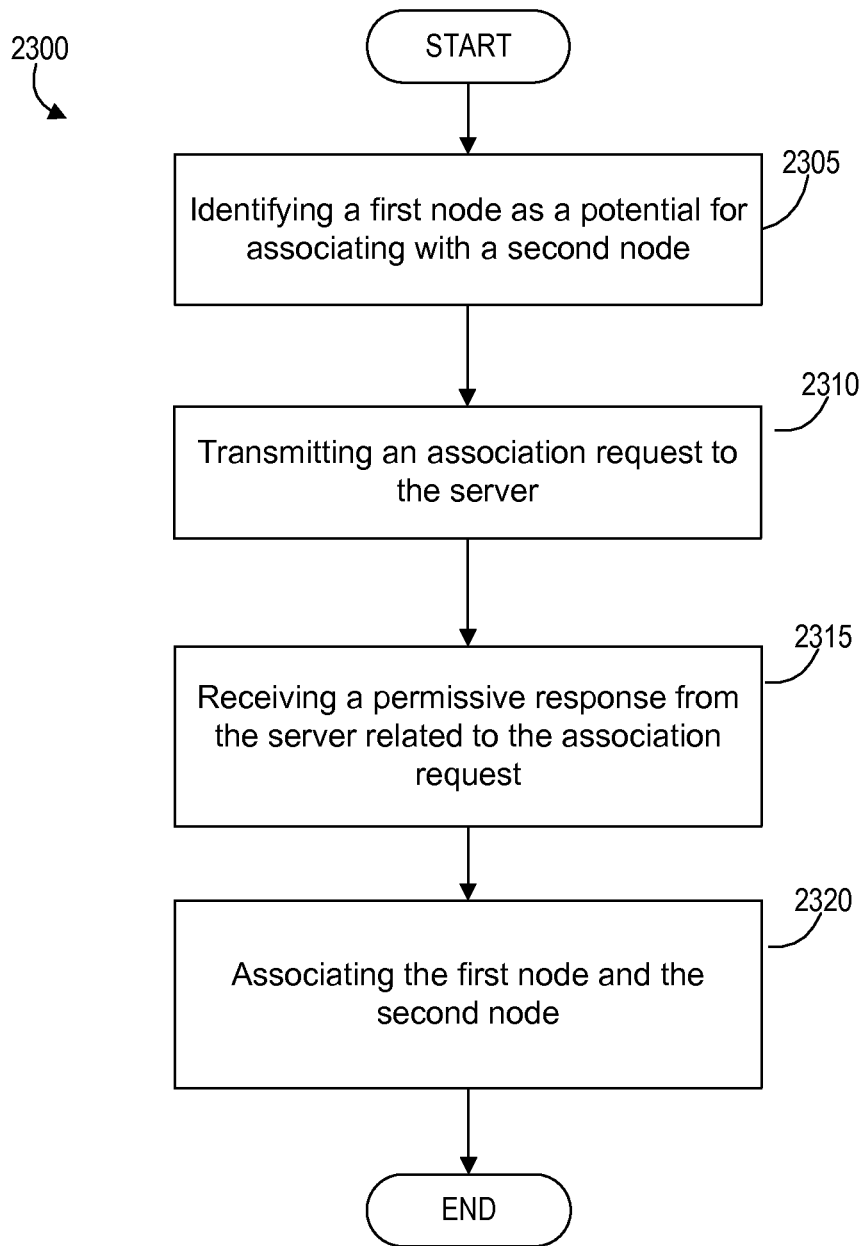 2300
START
2305
Identifying a first node as a potential for
associating with a second node
2310
Transmitting an association request to
the server
2315
Receiving a permissive response from
the server related to the association
request
2320
Associating the first node and the
second node
END